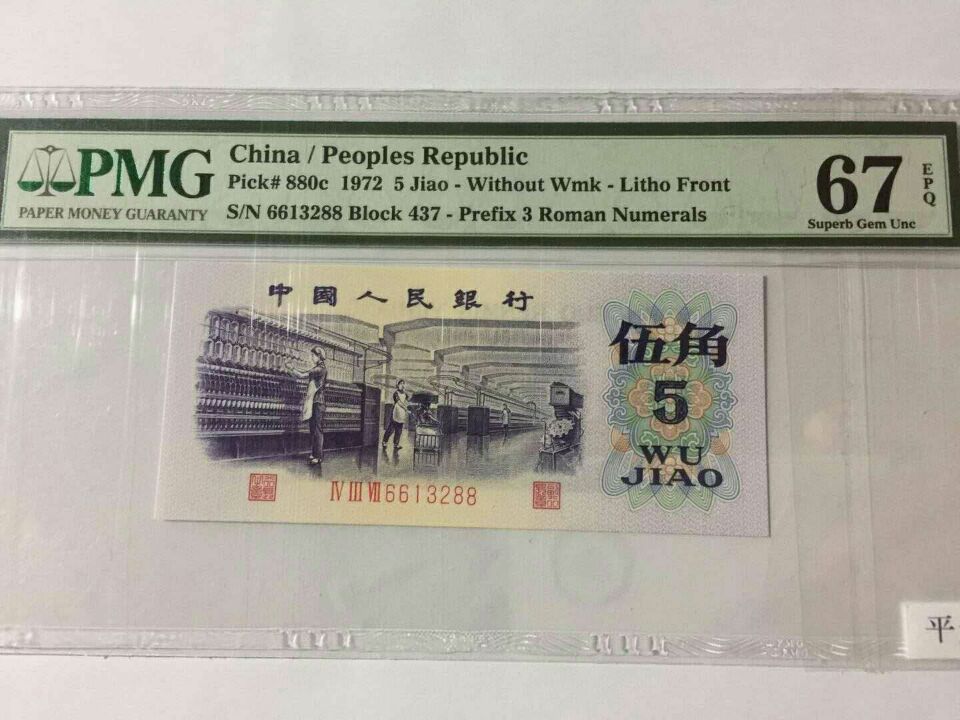 PMG
PAPER MONEY GUARANTY
China / Peoples Republic
Pick# 880c 1972 5 Jiao - Without Wmk - Litho Front
S/N 6613288 Block 437 - Prefix 3 Roman Numerals
67
EPQ
Superb Gem Unc
中國人民銀行
伍角
5
WU
JIAO
IV III VII 6613288
平